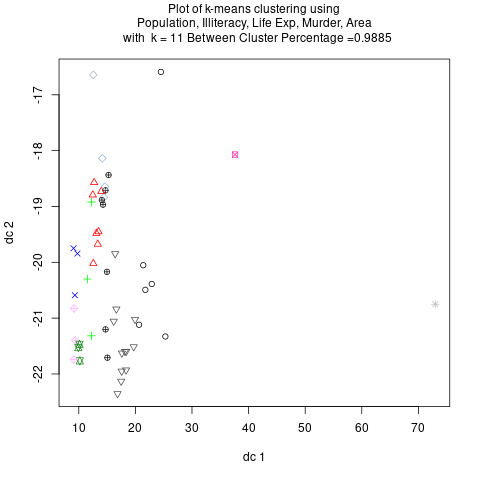 Plot of k-means clustering using
Population, Illiteracy, Life Exp, Murder, Area
with k = 11 Between Cluster Percentage =0.9885
-17
-18
-19
-20
-21
-22
dc 2
10 20 30 40 50 60 70
dc 1